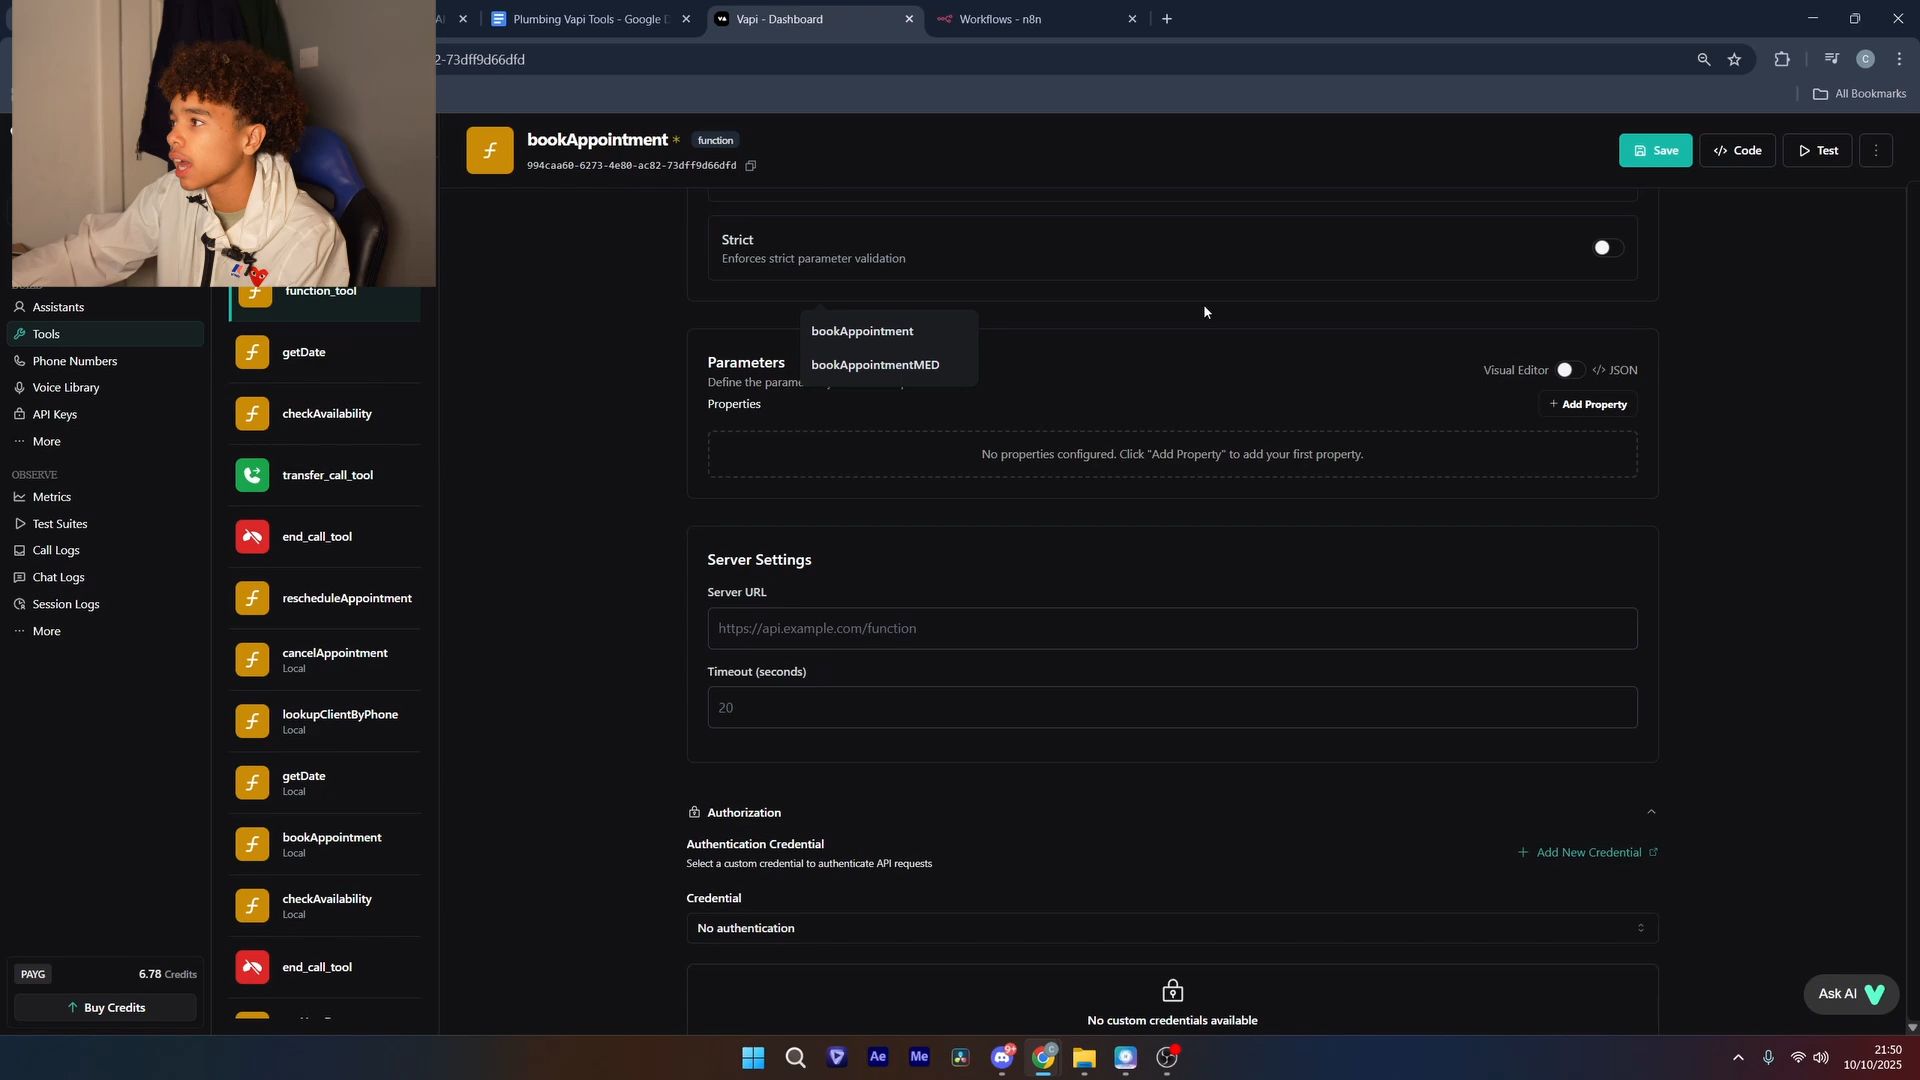 AI
Plumbing Vapi Tools - Google D
Vapi - Dashboard
Workflows - n8n
2-73dff9d66dfd
C
All Bookmarks
bookAppointment *
function
994caa60-6273-4e80-ac82-73dff9d66dfd
Save
</> Code
Test
Assistants
Tools
Phone Numbers
Voice Library
API Keys
More
OBSERVE
Metrics
Test Suites
Call Logs
Chat Logs
Session Logs
More
PAYG
6.78 Credits
Buy Credits
function_tool
getDate
checkAvailability
transfer_call_tool
end_call_tool
rescheduleAppointment
cancelAppointment
Local
lookupClientByPhone
Local
getDate
Local
bookAppointment
Local
checkAvailability
Local
end_call_tool
Strict
Enforces strict parameter validation
bookAppointment
bookAppointmentMED
Parameters
Define the parame
Visual Editor
</> JSON
Properties
+ Add Property
No properties configured. Click "Add Property" to add your first property.
Server Settings
Server URL
https://api.example.com/function
Timeout (seconds)
20
Authorization
Authentication Credential
Select a custom credential to authenticate API requests
+ Add New Credential
Credential
No authentication
No custom credentials available
Ask AI
Ae
Me
9+
C
21:50
10/10/2025